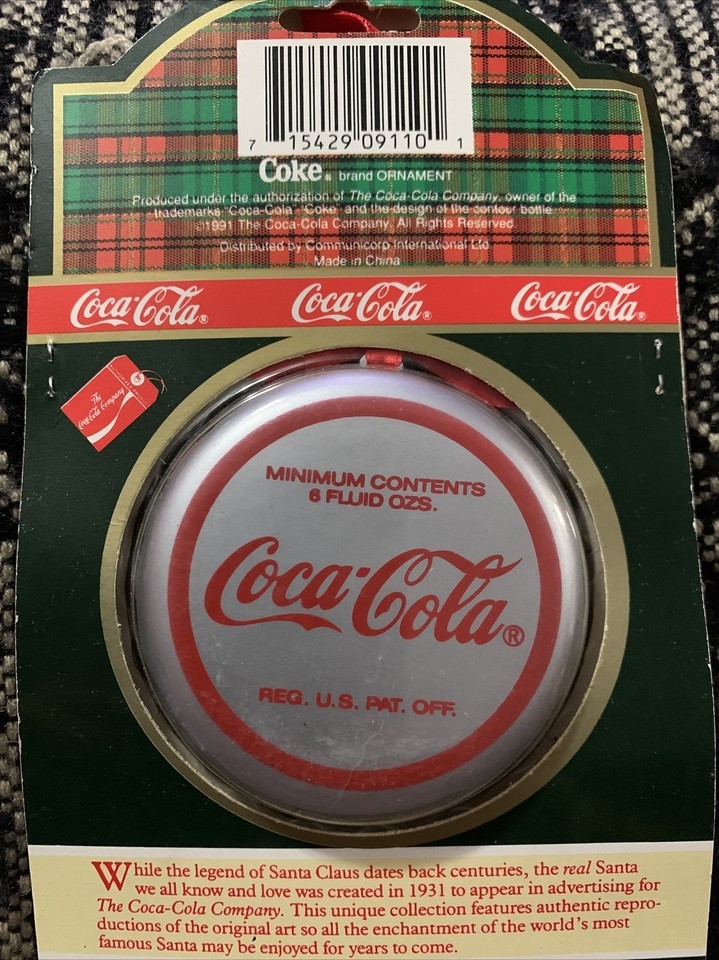 7 15429 09110 1
Coke® brand ORNAMENT
Produced under the authorization of The Coca-Cola Company, owner of the
trademarks "Coca-Cola" "Coke" and the design of the contour bottle.
©1991 The Coca-Cola Company. All Rights Reserved.
Distributed by Communicorp International Ltd.
Made in China
Coca-Cola® Coca-Cola® Coca-Cola®
The
Coca-Cola Company
MINIMUM CONTENTS
6 FLUID OZS.
Coca-Cola®
REG. U.S. PAT. OFF.
While the legend of Santa Claus dates back centuries, the real Santa
we all know and love was created in 1931 to appear in advertising for
The Coca-Cola Company. This unique collection features authentic repro-
ductions of the original art so all the enchantment of the world's most
famous Santa may be enjoyed for years to come.